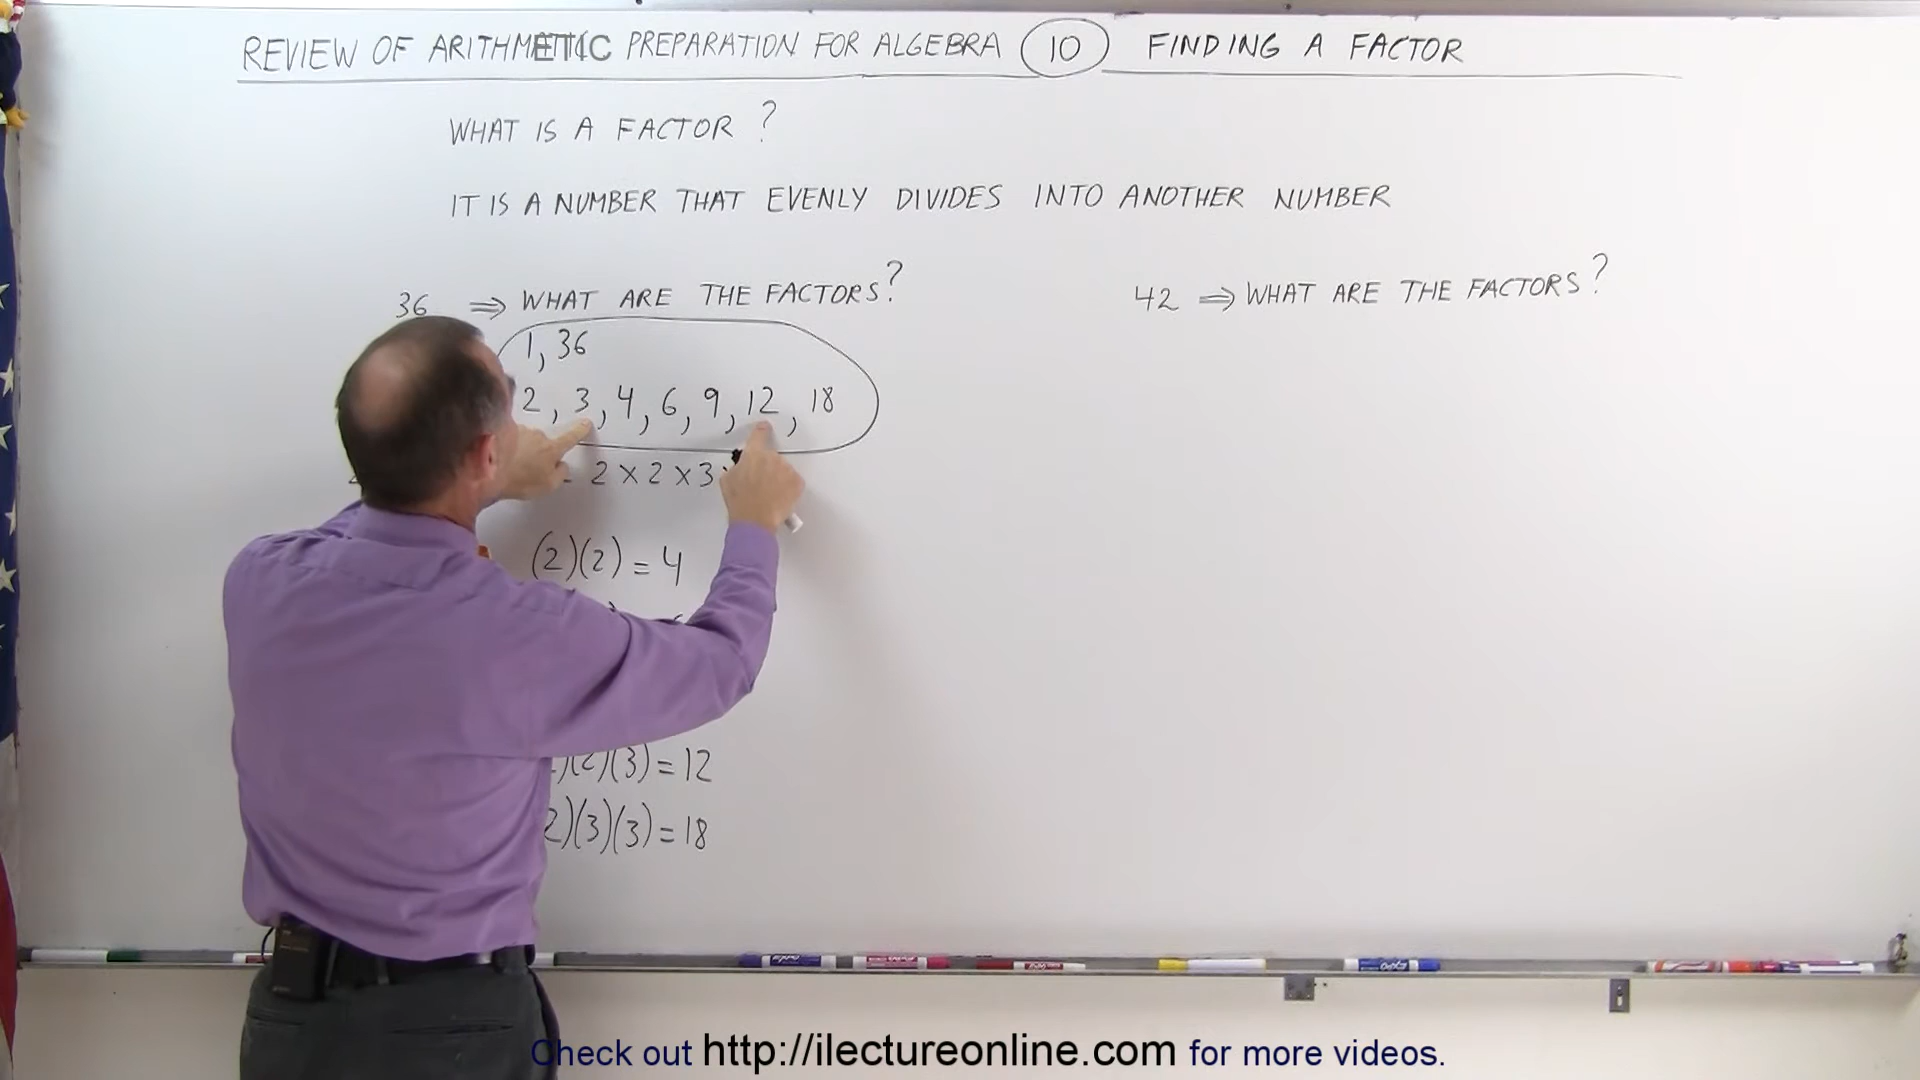 REVIEW OF ARITHMETIC PREPARATION FOR ALGEBRA 10 FINDING A FACTOR
WHAT IS A FACTOR ?
IT IS A NUMBER THAT EVENLY DIVIDES INTO ANOTHER NUMBER
36 ⇒ WHAT ARE THE FACTORS?
1, 36
2, 3, 4, 6, 9, 12, 18
2 × 2 × 3
(2)(2) = 4
)(2)(3) = 12
2)(3)(3) = 18
42 ⇒ WHAT ARE THE FACTORS?
Check out http://ilectureonline.com for more videos.